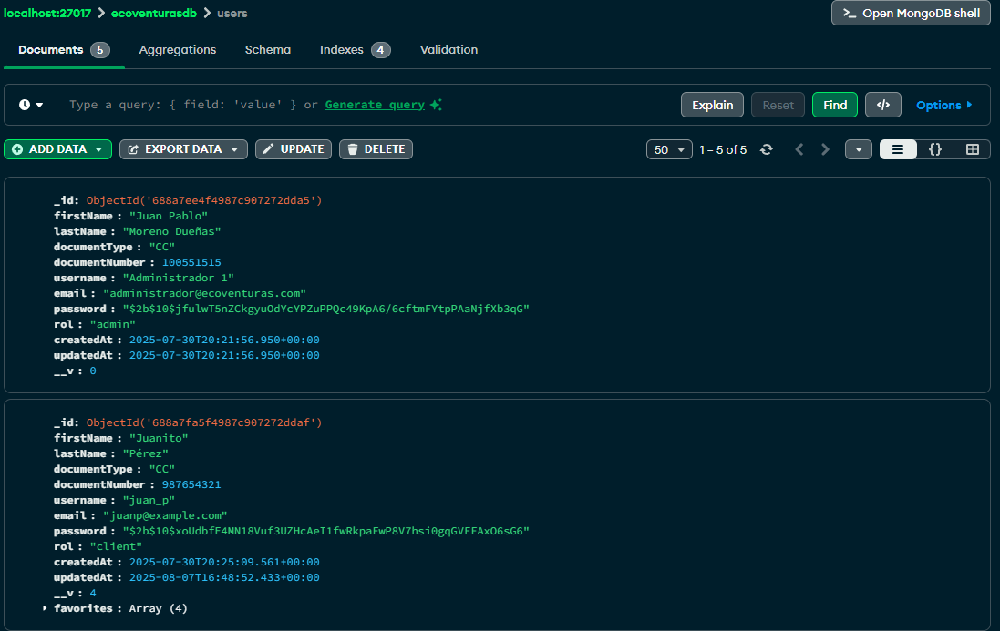 localhost:27017 > ecoventurasdb > users
>_ Open MongoDB shell
Documents 5 Aggregations Schema Indexes 4 Validation
Type a query: { field: 'value' } or Generate query
Explain Reset Find </> Options
ADD DATA EXPORT DATA UPDATE DELETE 50 1 – 5 of 5 {}
_id: ObjectId('688a7ee4f4987c907272dda5')
firstName : "Juan Pablo"
lastName : "Moreno Dueñas"
documentType : "CC"
documentNumber : 100551515
username : "Administrador 1"
email : "administrador@ecoventuras.com"
password : "$2b$10$jfulwT5nZCkgyuOdYcYPZuPPQc49KpA6/6cftmFYtpPAaNjfXb3qG"
rol : "admin"
createdAt : 2025-07-30T20:21:56.950+00:00
updatedAt : 2025-07-30T20:21:56.950+00:00
__v : 0
_id: ObjectId('688a7fa5f4987c907272ddaf')
firstName : "Juanito"
lastName : "Pérez"
documentType : "CC"
documentNumber : 987654321
username : "juan_p"
email : "juanp@example.com"
password : "$2b$10$xoUdbfE4MN18Vuf3UZHcAeI1fwRkpaFwP8V7hsi0gqGVFFAxO6sG6"
rol : "client"
createdAt : 2025-07-30T20:25:09.561+00:00
updatedAt : 2025-08-07T16:48:52.433+00:00
__v : 4
favorites : Array (4)